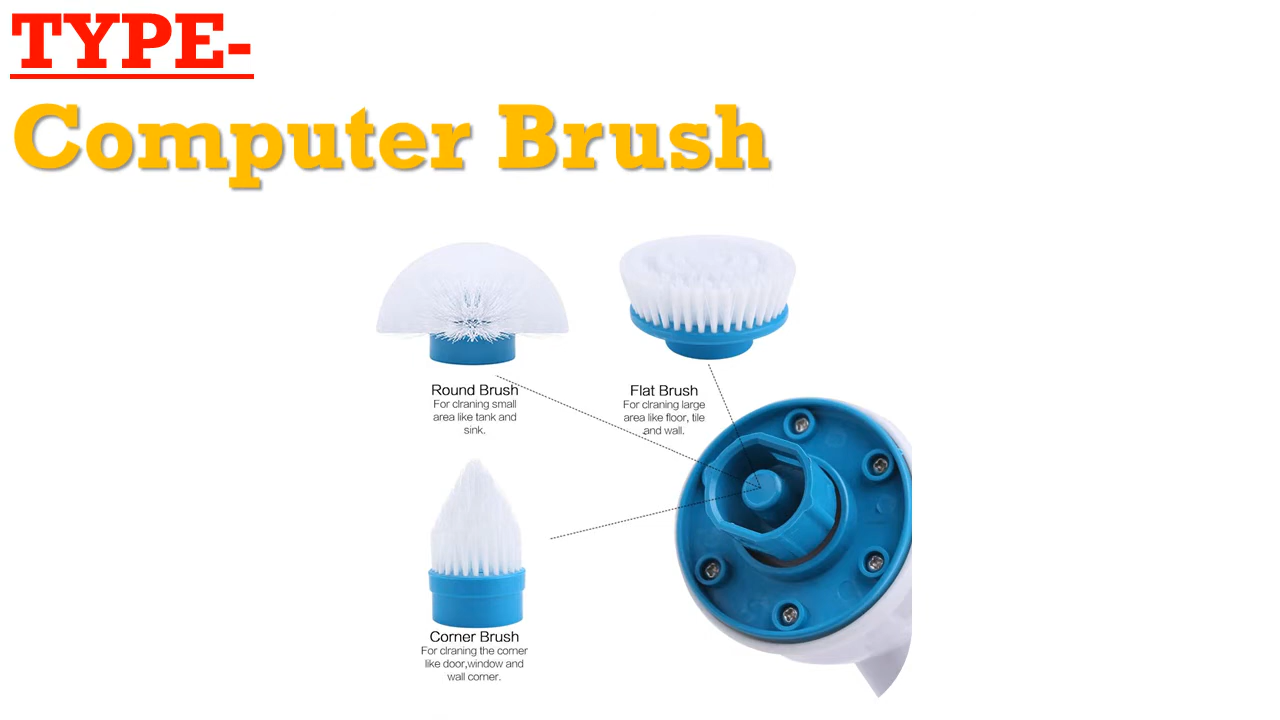 TYPE-
Computer Brush
Round Brush
For clraning small
area like tank and
sink.
Flat Brush
For clraning large
area like floor, tile
and wall.
Corner Brush
For claning the corner
like door,window and
wall corner.